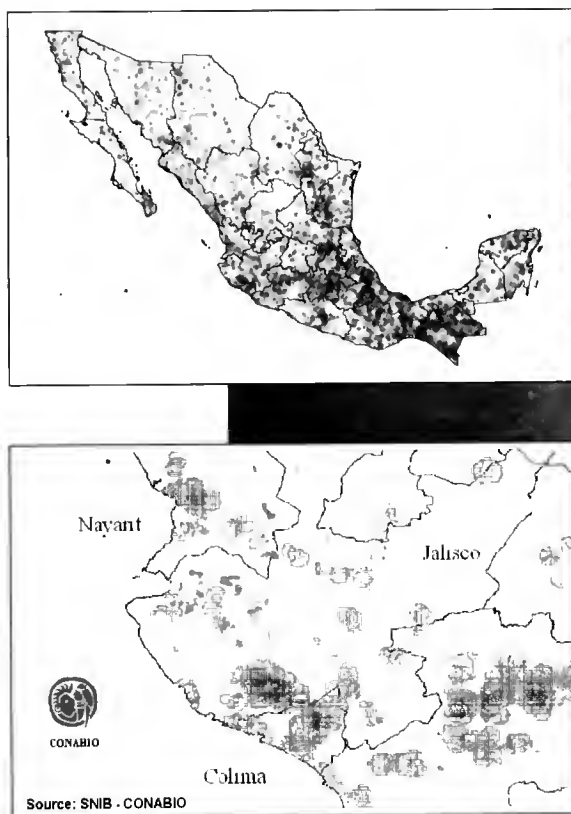 Nayarit
Jalisco
CONABIO
Colima
Source: SNIB - CONABIO